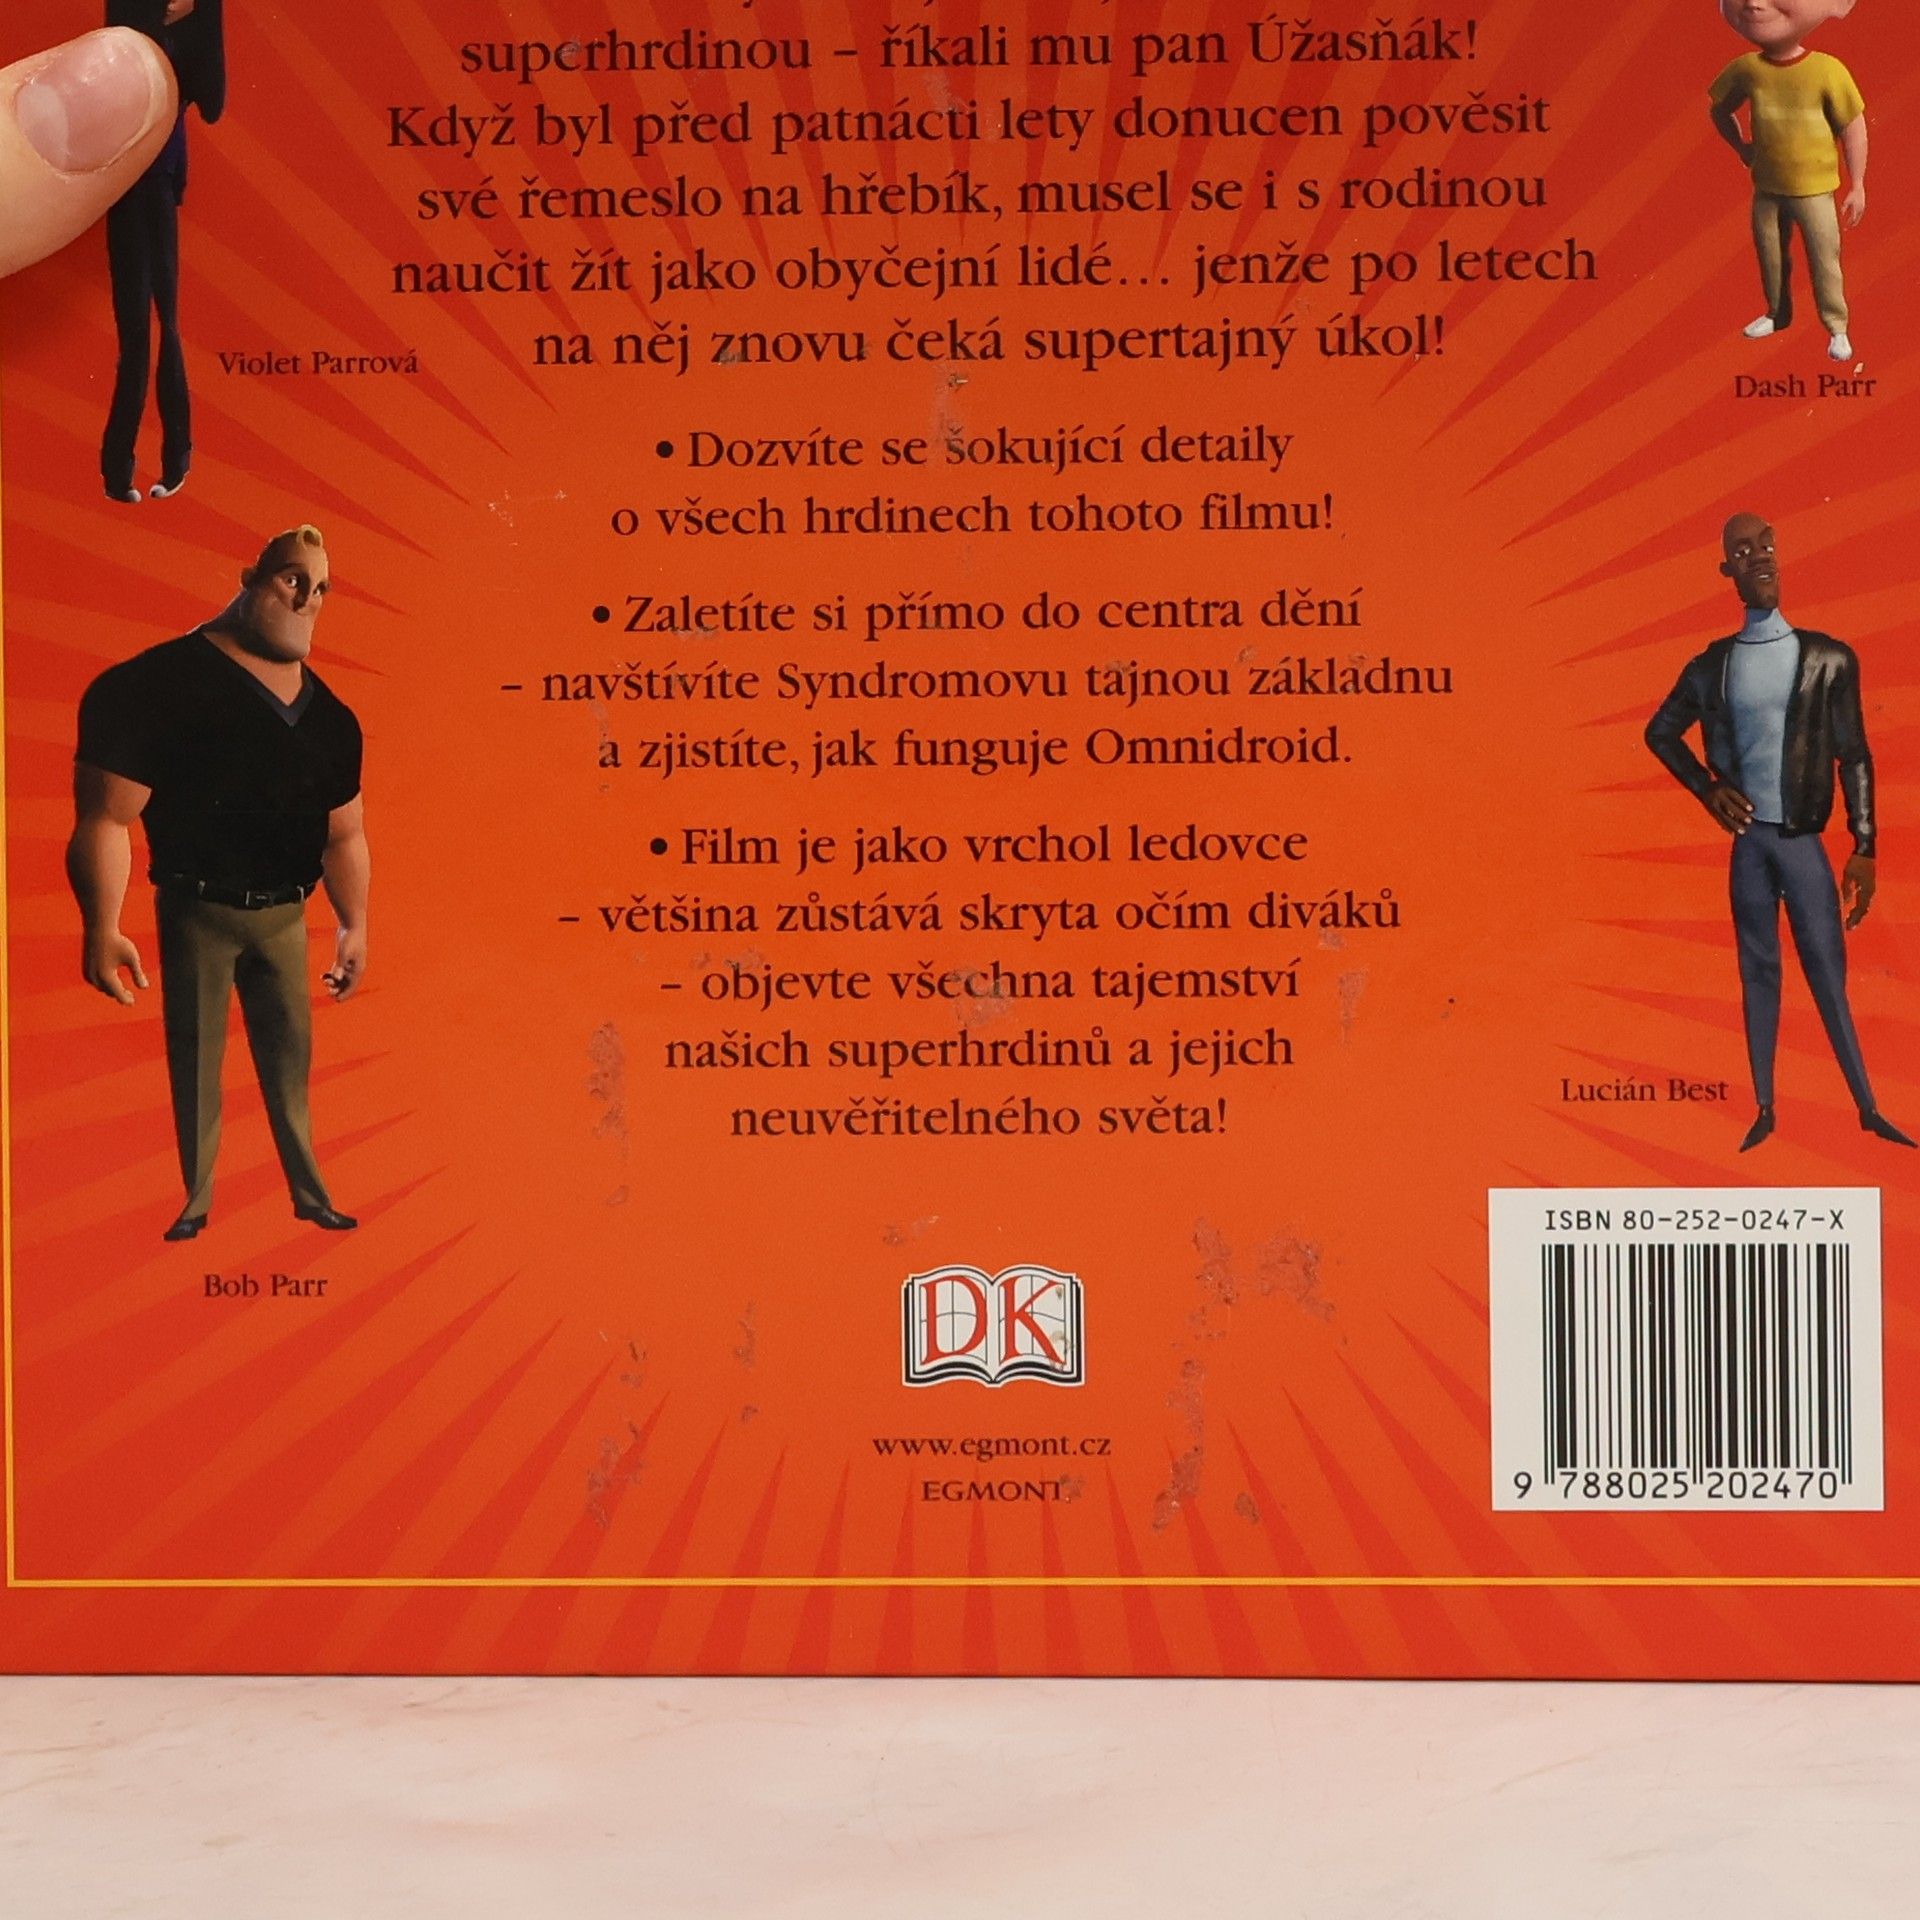 superhrdinou – říkali mu pan Úžasňák!
Když byl před patnácti lety donucen pověsit
své řemeslo na hřebík, musel se i s rodinou
naučit žít jako obyčejní lidé... jenže po letech
na něj znovu čeká supertajný úkol!
Violet Parrová
Dash Parr
• Dozvíte se šokující detaily
o všech hrdinech tohoto filmu!
• Zaletíte si přímo do centra dění
– navštívíte Syndromovu tajnou základnu
a zjistíte, jak funguje Omnidroid.
• Film je jako vrchol ledovce
– většina zůstává skryta očím diváků
– objevte všechna tajemství
našich superhrdinů a jejich
neuvěřitelného světa!
Lucián Best
Bob Parr
ISBN 80-252-0247-X
9 788025 202470
DK
www.egmont.cz
EGMONT